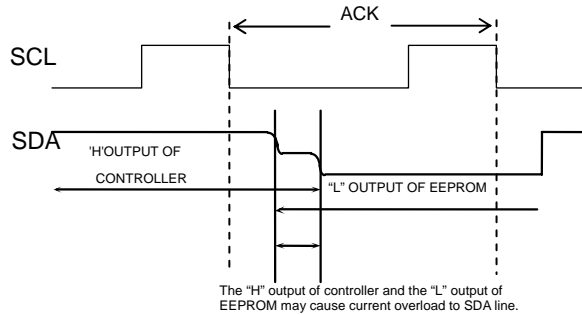 ACK
SCL
SDA
'H'OUTPUT OF
CONTROLLER
“L” OUTPUT OF EEPROM
The “H” output of controller and the “L” output of
EEPROM may cause current overload to SDA line.